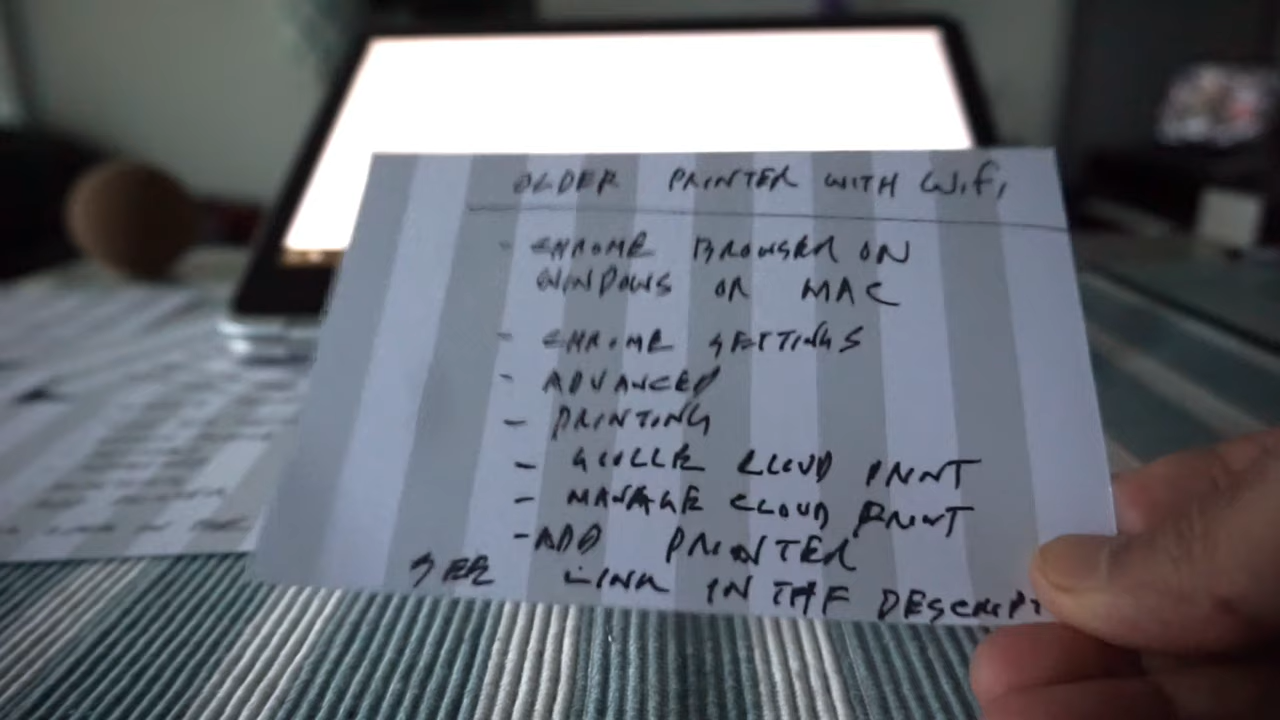 OLDER PRINTER WITH WiFi
- CHROME BROWSER ON
WINDOWS OR MAC
- CHROME SETTINGS
- ADVANCED
- PRINTING
- GOOGLE CLOUD PRINT
- MANAGE CLOUD PRINT
- ADD PRINTER
SEE LINK IN THE DESCRIPT